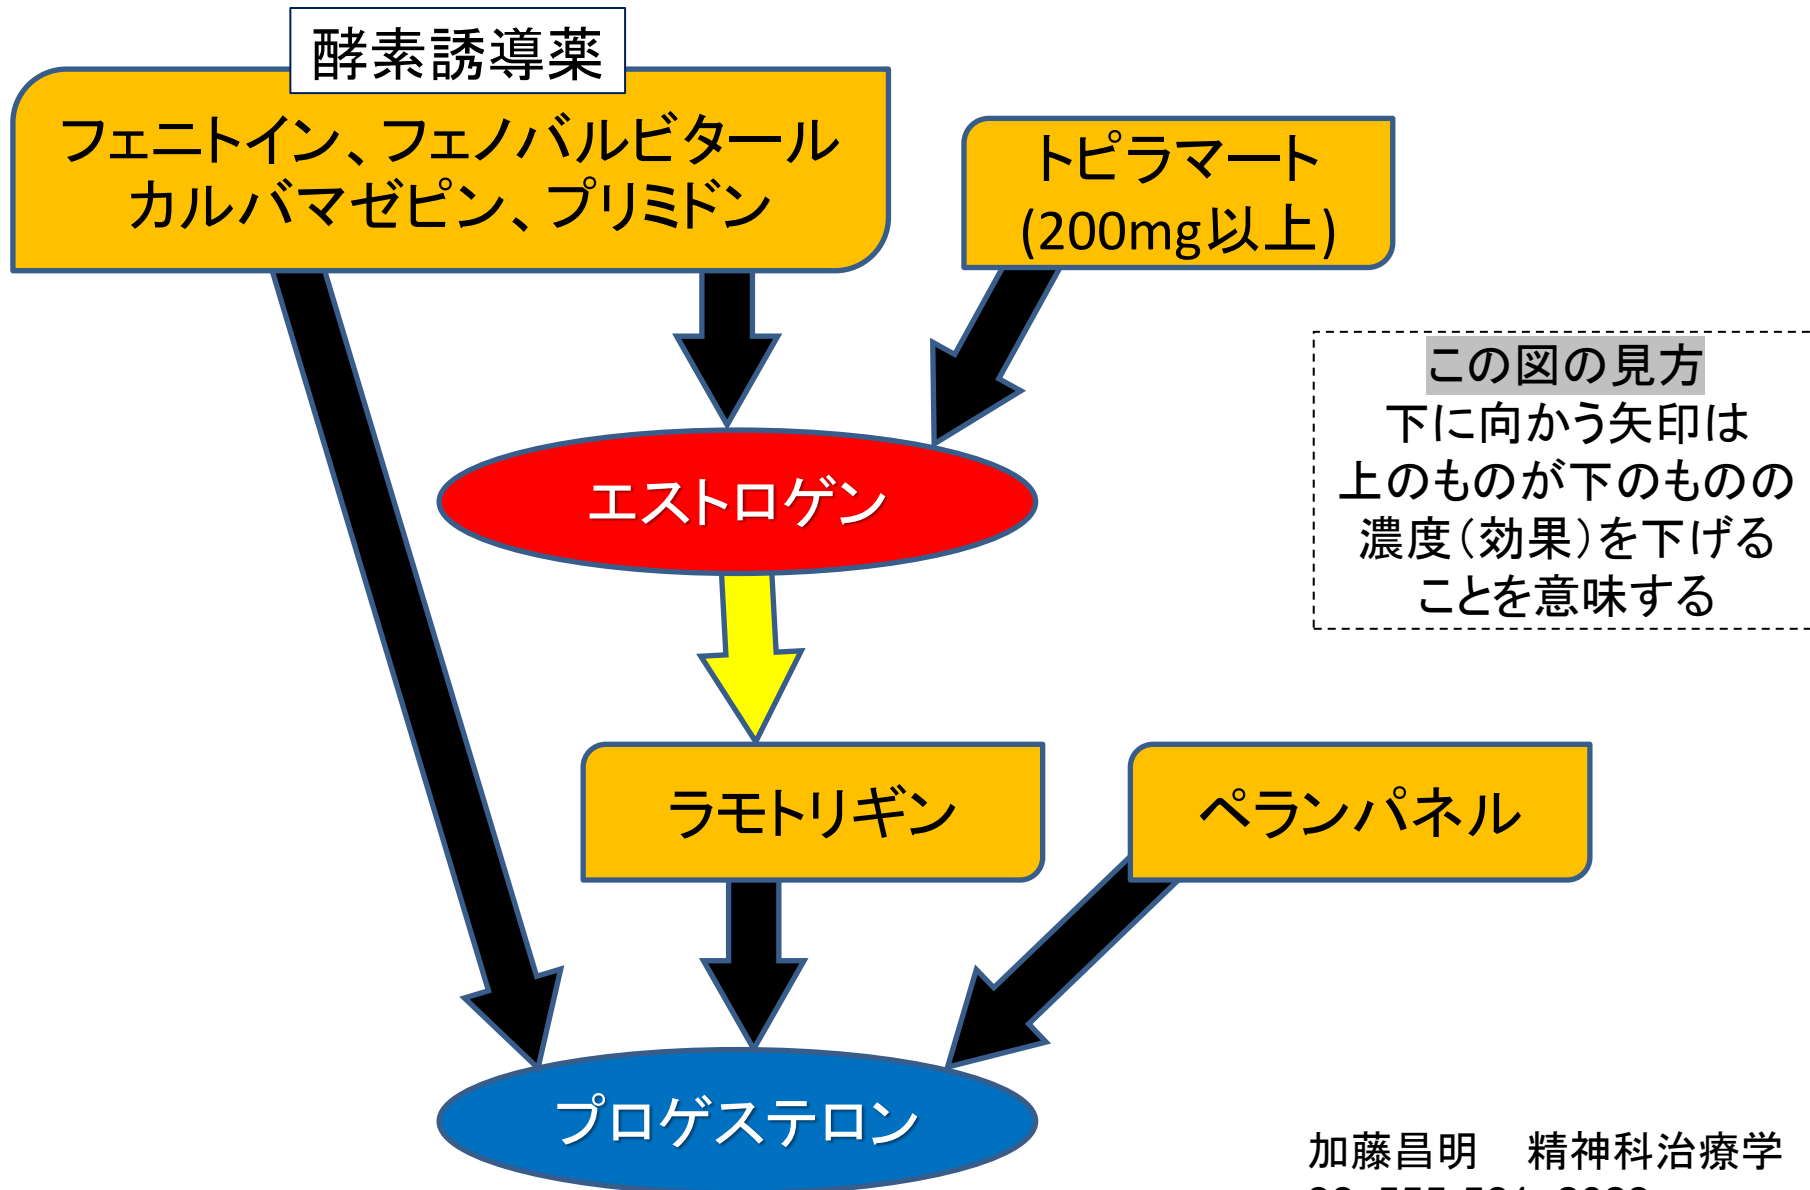 酵素誘導薬
フェニトイン、フェノバルビタール
カルバマゼピン、プリミドン
トピラマート
(200mg以上)
この図の見方
下に向かう矢印は
上のものが下のものの
濃度(効果)を下げる
ことを意味する
エストロゲン
ラモトリギン
ペランパネル
プロゲステロン
加藤昌明　精神科治療学